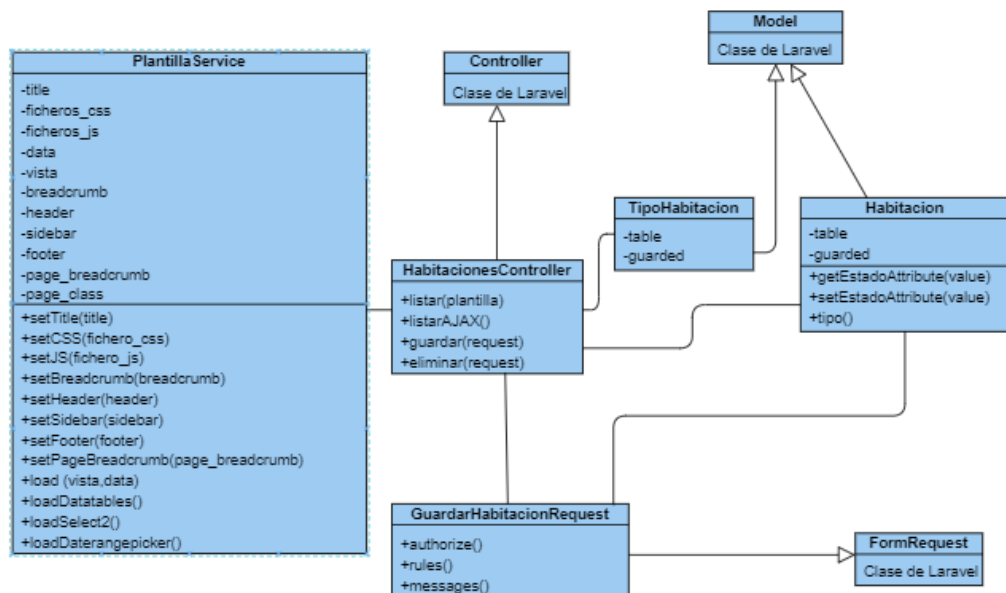 PlantillaService
-title
-ficheros_css
-ficheros_js
-data
-vista
-breadcrumb
-header
-sidebar
-footer
-page_breadcrumb
-page_class
+setTitle(title)
+setCSS(fichero_css)
+setJS(fichero_js)
+setBreadcrumb(breadcrumb)
+setHeader(header)
+setSidebar(sidebar)
+setFooter(footer)
+setPageBreadcrumb(page_breadcrumb)
+load (vista,data)
+loadDatatables()
+loadSelect2()
+loadDaterangepicker()
Controller
Clase de Laravel
Model
Clase de Laravel
TipoHabitacion
-table
-guarded
Habitacion
-table
-guarded
+getEstadoAttribute(value)
+setEstadoAttribute(value)
+tipo()
HabitacionesController
+listar(plantilla)
+listarAJAX()
+guardar(request)
+eliminar(request)
GuardarHabitacionRequest
+authorize()
+rules()
+messages()
FormRequest
Clase de Laravel